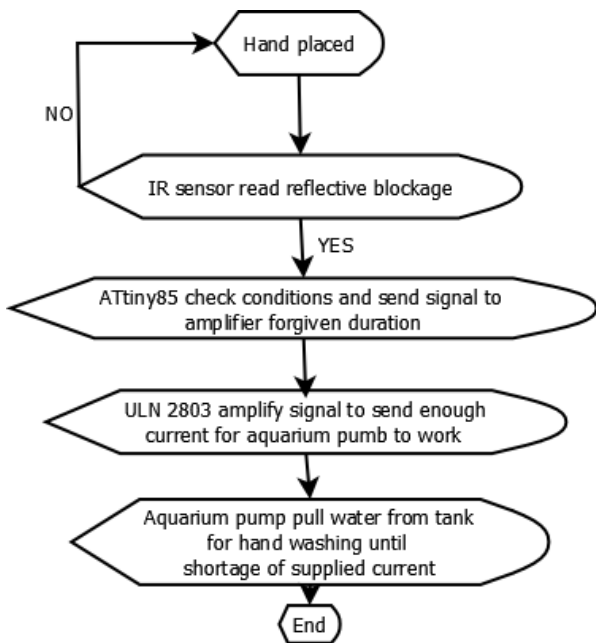 Hand placed
NO
IR sensor read reflective blockage
YES
ATtiny85 check conditions and send signal to
amplifier forgiven duration
ULN 2803 amplify signal to send enough
current for aquarium pumb to work
Aquarium pump pull water from tank
for hand washing until
shortage of supplied current
End